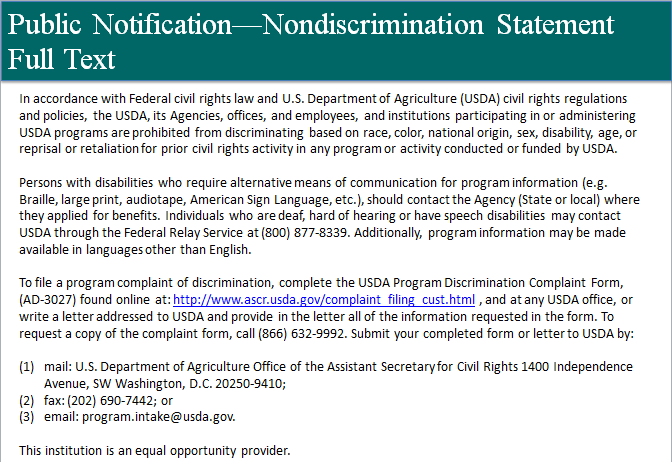 Public Notification—Nondiscrimination Statement
Full Text
In accordance with Federal civil rights law and U.S. Department of Agriculture (USDA) civil rights regulations
and policies, the USDA, its Agencies, offices, and employees, and institutions participating in or administering
USDA programs are prohibited from discriminating based on race, color, national origin, sex, disability, age, or
reprisal or retaliation for prior civil rights activity in any program or activity conducted or funded by USDA.
Persons with disabilities who require alternative means of communication for program information (e.g.
Braille, large print, audiotape, American Sign Language, etc.), should contact the Agency (State or local) where
they applied for benefits. Individuals who are deaf, hard of hearing or have speech disabilities may contact
USDA through the Federal Relay Service at (800) 877-8339. Additionally, program information may be made
available in languages other than English.
To file a program complaint of discrimination, complete the USDA Program Discrimination Complaint Form,
(AD-3027) found online at: http://www.ascr.usda.gov/complaint_filing_cust.html , and at any USDA office, or
write a letter addressed to USDA and provide in the letter all of the information requested in the form. To
request a copy of the complaint form, call (866) 632-9992. Submit your completed form or letter to USDA by:
(1) mail: U.S. Department of Agriculture Office of the Assistant Secretary for Civil Rights 1400 Independence
Avenue, SW Washington, D.C. 20250-9410;
(2) fax: (202) 690-7442; or
(3) email: program.intake@usda.gov.
This institution is an equal opportunity provider.